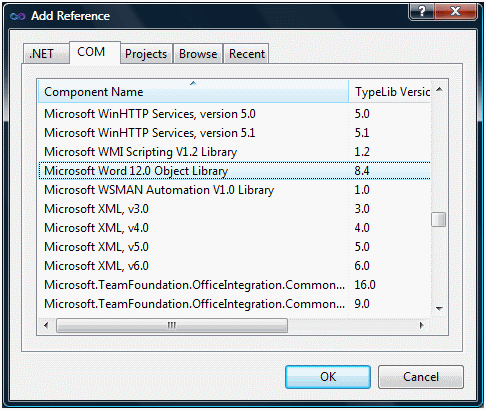 Add Reference
.NET COM Projects Browse Recent
Component Name TypeLib Versic
Microsoft WinHTTP Services, version 5.0 5.0
Microsoft WinHTTP Services, version 5.1 5.1
Microsoft WMI Scripting V1.2 Library 1.2
Microsoft Word 12.0 Object Library 8.4
Microsoft WSMAN Automation V1.0 Library 1.0
Microsoft XML, v3.0 3.0
Microsoft XML, v4.0 4.0
Microsoft XML, v5.0 5.0
Microsoft XML, v6.0 6.0
Microsoft.TeamFoundation.OfficeIntegration.Common... 16.0
Microsoft.TeamFoundation.OfficeIntegration.Common... 9.0
OK Cancel